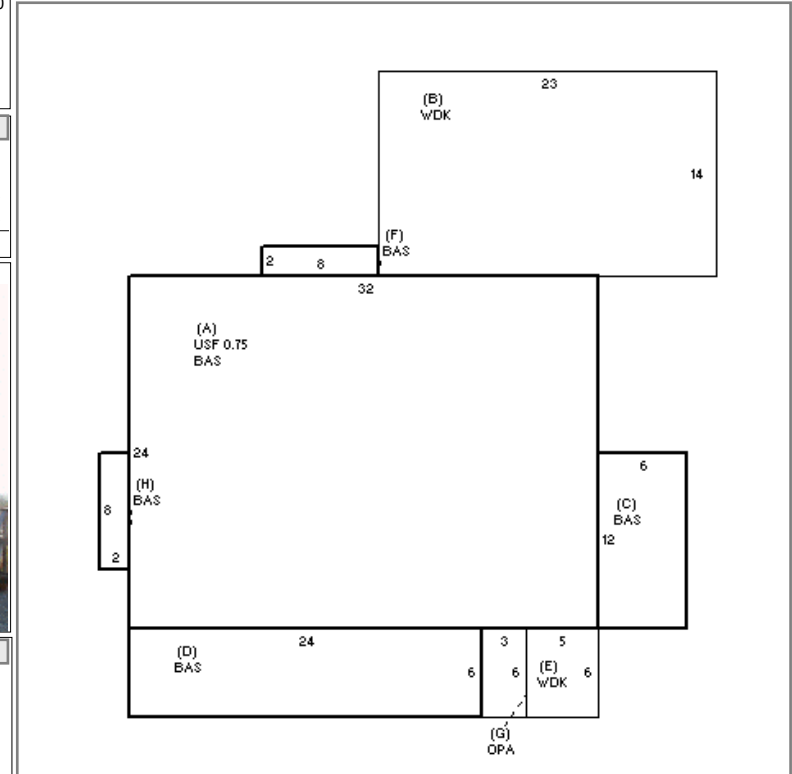 23
(B)
WDK
14
(F)
BAS
2
8
32
(A)
USF 0.75
BAS
24
6
(H)
BAS
8
(C)
BAS
12
2
24
3
5
(D)
BAS
6
6
(E)
WDK
6
(G)
OPA